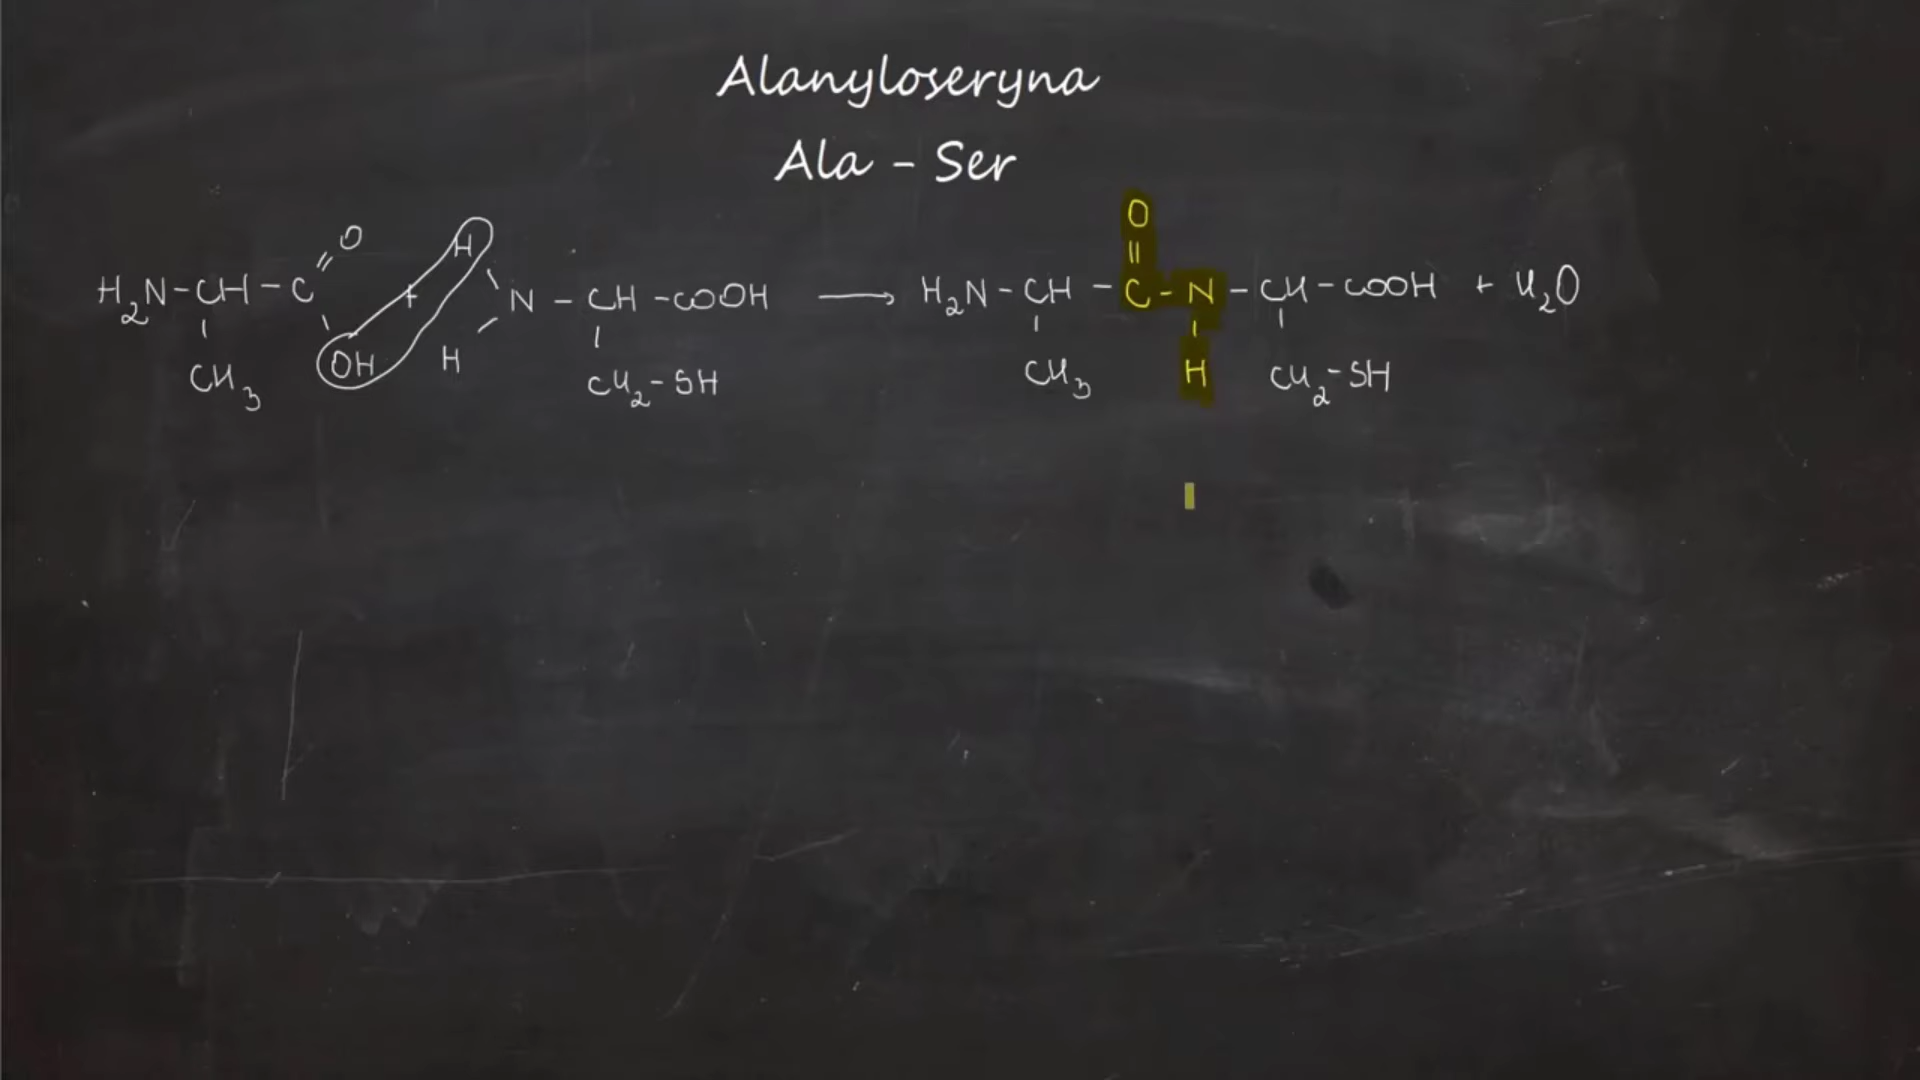 Alanyloseryna
Ala - Ser
H₂N-CH-C=O OH + H H N - CH -COOH → H₂N - CH - C - N - CH - COOH + H₂O
O
||
CH₃ CH₂-SH CH₃ H CH₂-SH